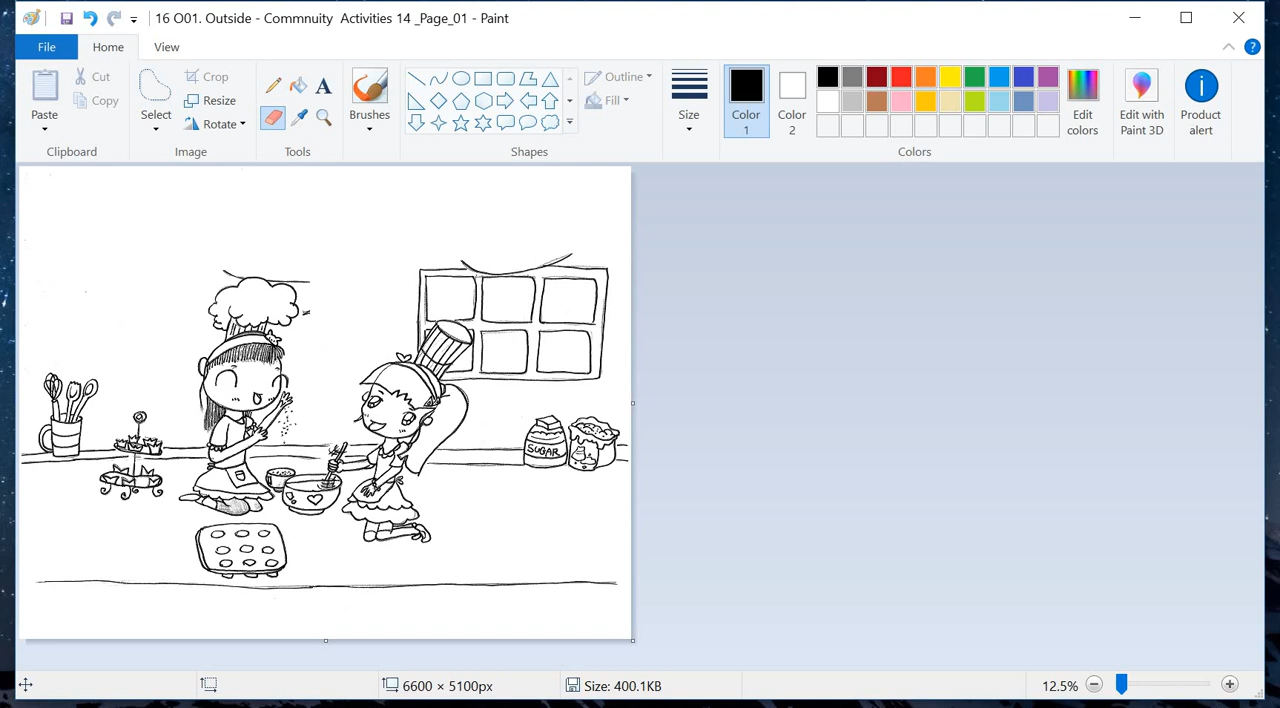 16 O01. Outside - Commnuity  Activities 14 _Page_01 - Paint
File Home View
Paste Cut Copy
Clipboard
Select Crop Resize Rotate
Image
Tools
A
Brushes
Outline Fill
Shapes
Size
Color 1
Color 2
Edit colors
Colors
Edit with Paint 3D
Product alert
SUGAR
6600 × 5100px
Size: 400.1KB
12.5%